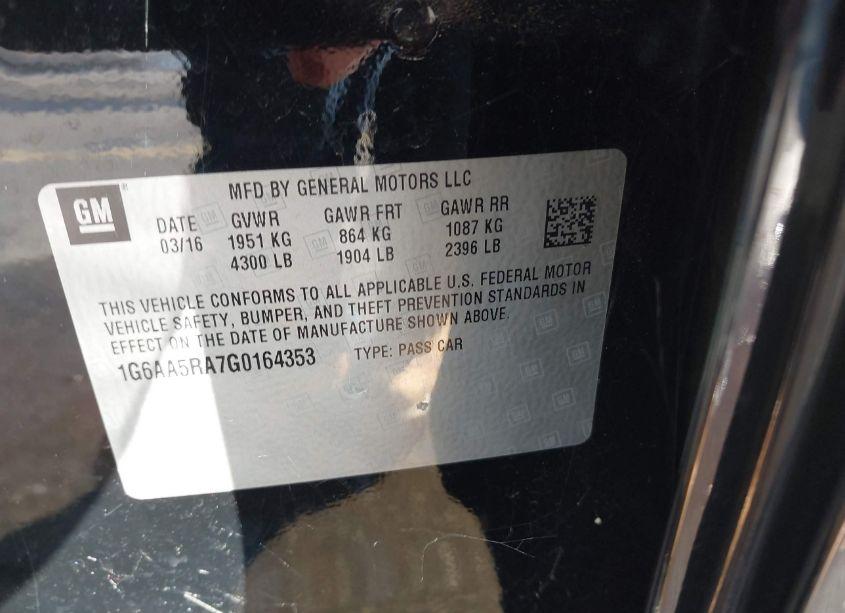 GM
MFD BY GENERAL MOTORS LLC
DATE GVWR GAWR FRT GAWR RR
03/16 1951 KG 864 KG 1087 KG
4300 LB 1904 LB 2396 LB
THIS VEHICLE CONFORMS TO ALL APPLICABLE U.S. FEDERAL MOTOR
VEHICLE SAFETY, BUMPER, AND THEFT PREVENTION STANDARDS IN
EFFECT ON THE DATE OF MANUFACTURE SHOWN ABOVE.
1G6AA5RA7G0164353 TYPE: PASS CAR